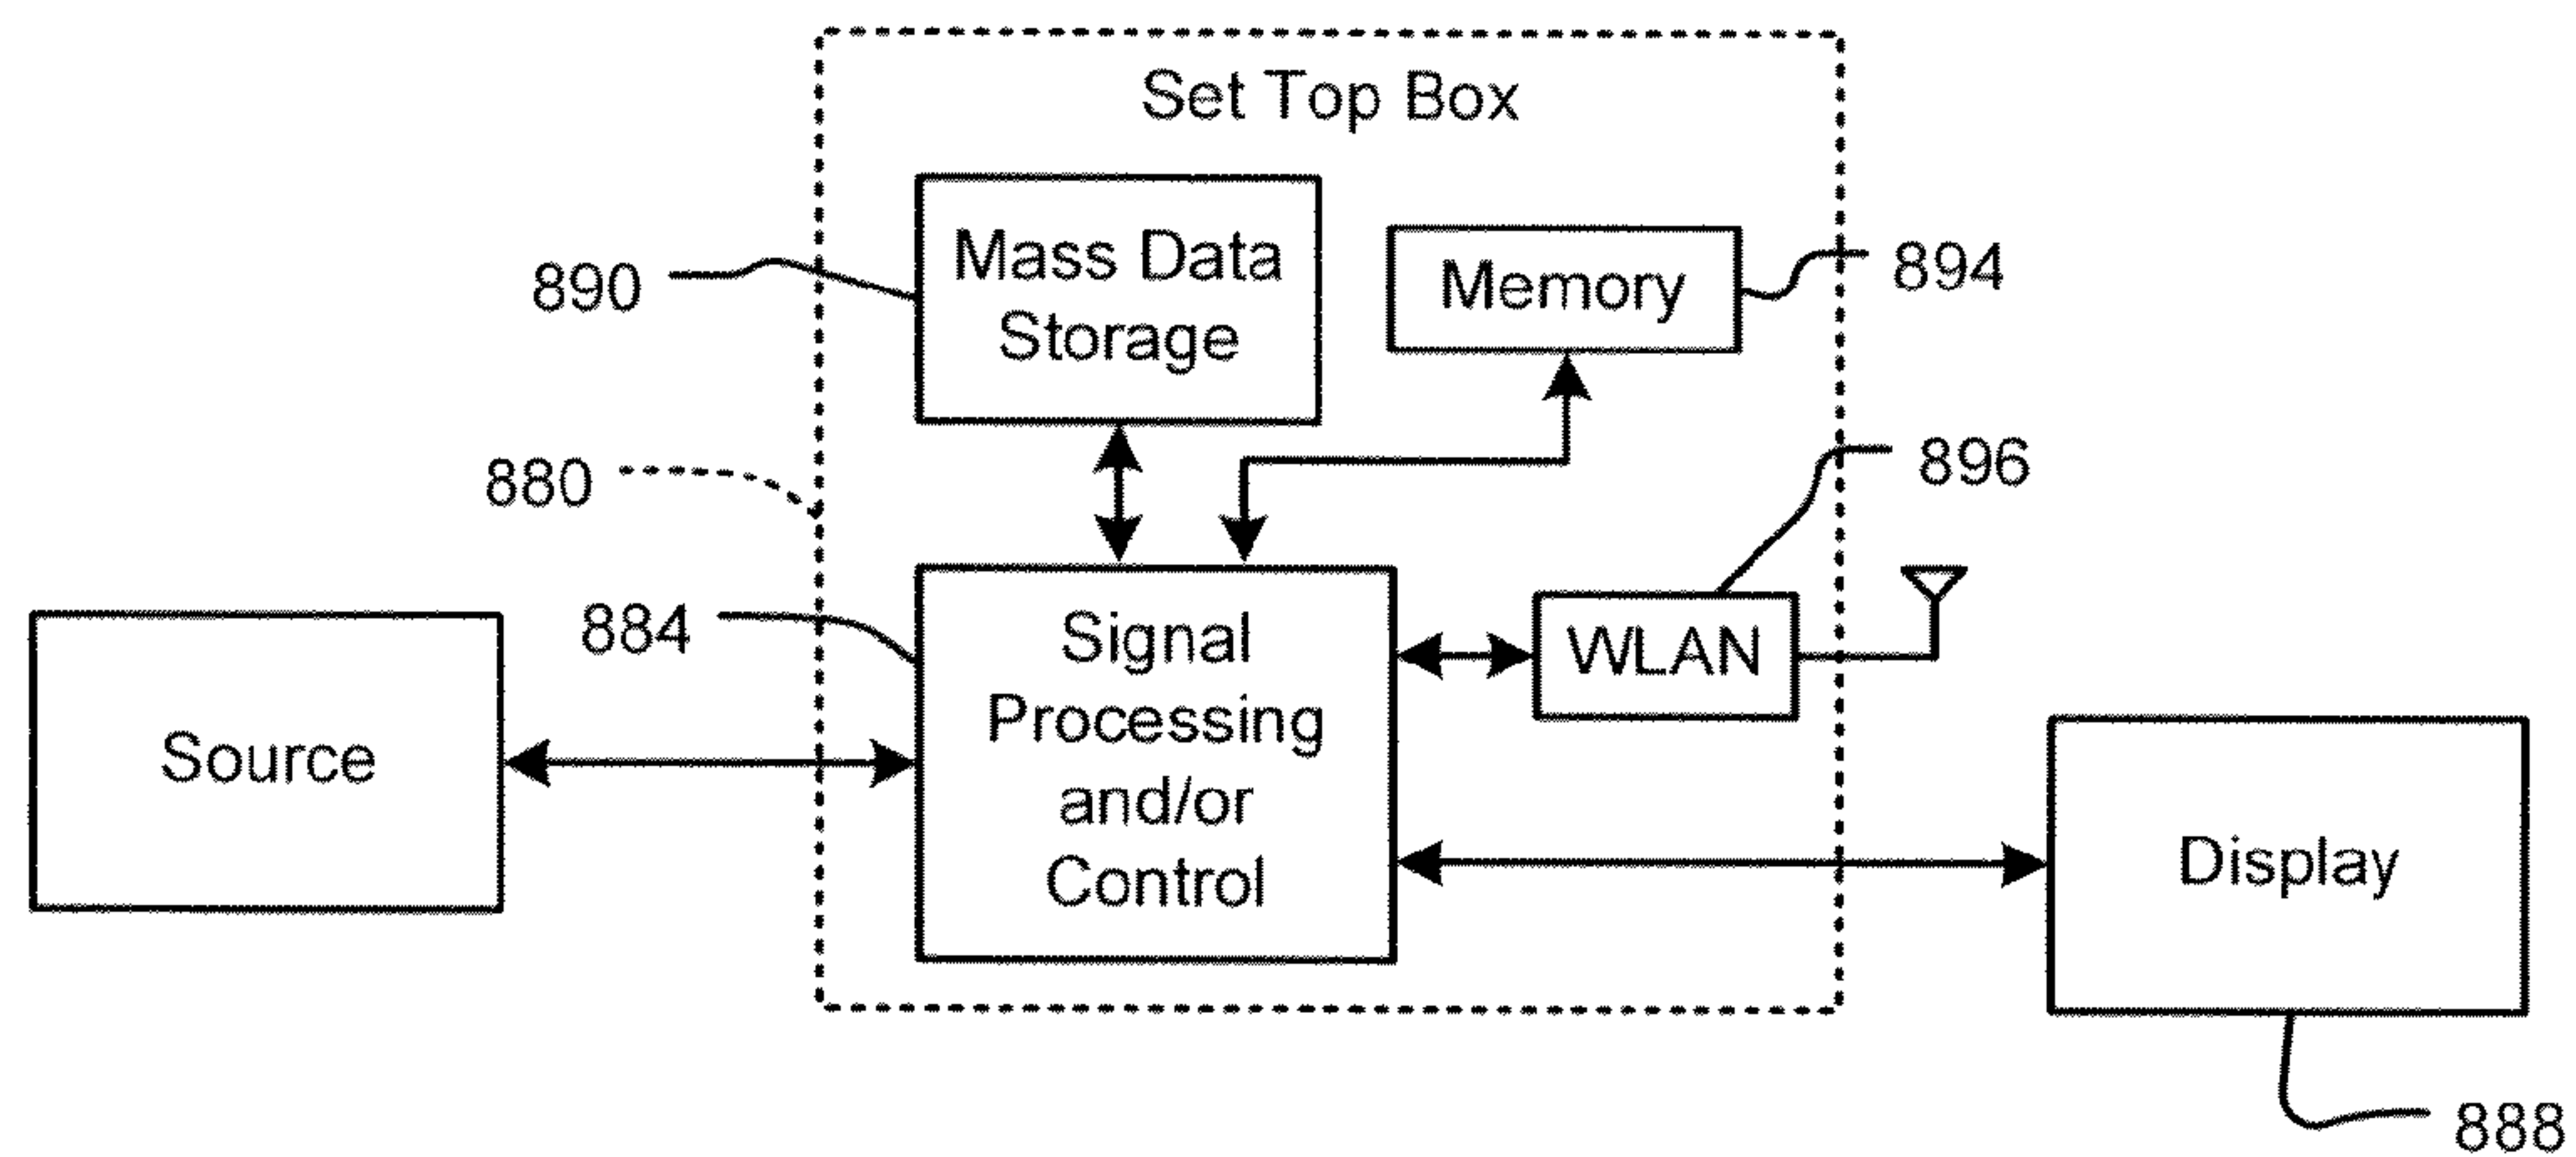 Set Top Box
Mass Data
Storage
890
Memory
894
880
896
884
Signal
Processing
and/or
Control
WLAN
Source
Display
888